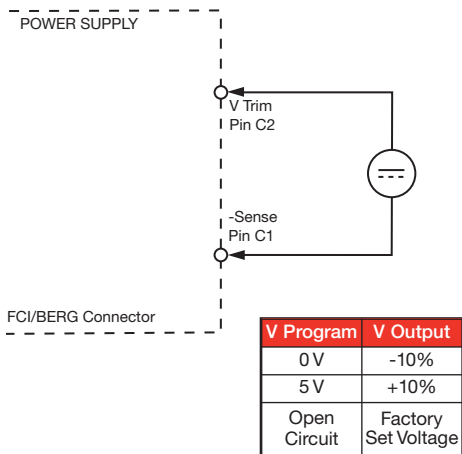 POWER SUPPLY
V Trim
Pin C2
-Sense
Pin C1
FCI/BERG Connector
V Program V Output
0 V -10%
5 V +10%
Open Factory
Circuit Set Voltage